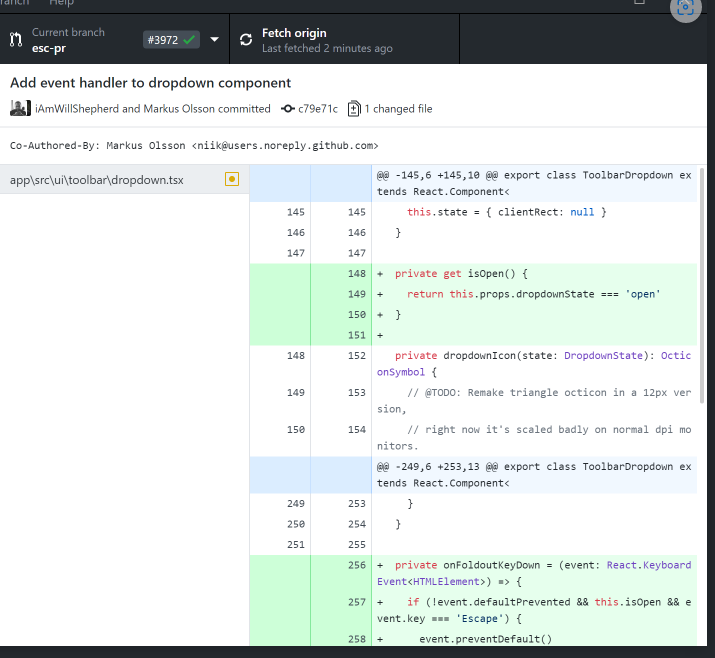 ranch Help
Current branch
esc-pr
#3972
Fetch origin
Last fetched 2 minutes ago
Add event handler to dropdown component
iAmWillShepherd and Markus Olsson committed c79e71c 1 changed file
Co-Authored-By: Markus Olsson <niik@users.noreply.github.com>
app\src\ui\toolbar\dropdown.tsx
@@ -145,6 +145,10 @@ export class ToolbarDropdown ex
tends React.Component<
145 145 this.state = { clientRect: null }
146 146 }
147 147
148 + private get isOpen() {
149 + return this.props.dropdownState === 'open'
150 + }
151 +
148 152 private dropdownIcon(state: DropdownState): Octic
onSymbol {
149 153 // @TODO: Remake triangle octicon in a 12px ver
sion,
150 154 // right now it's scaled badly on normal dpi mo
nitors.
@@ -249,6 +253,13 @@ export class ToolbarDropdown ex
tends React.Component<
249 253 }
250 254 }
251 255
256 + private onFoldoutKeyDown = (event: React.Keyboard
Event<HTMLElement>) => {
257 + if (!event.defaultPrevented && this.isOpen && e
vent.key === 'Escape') {
258 + event.preventDefault()